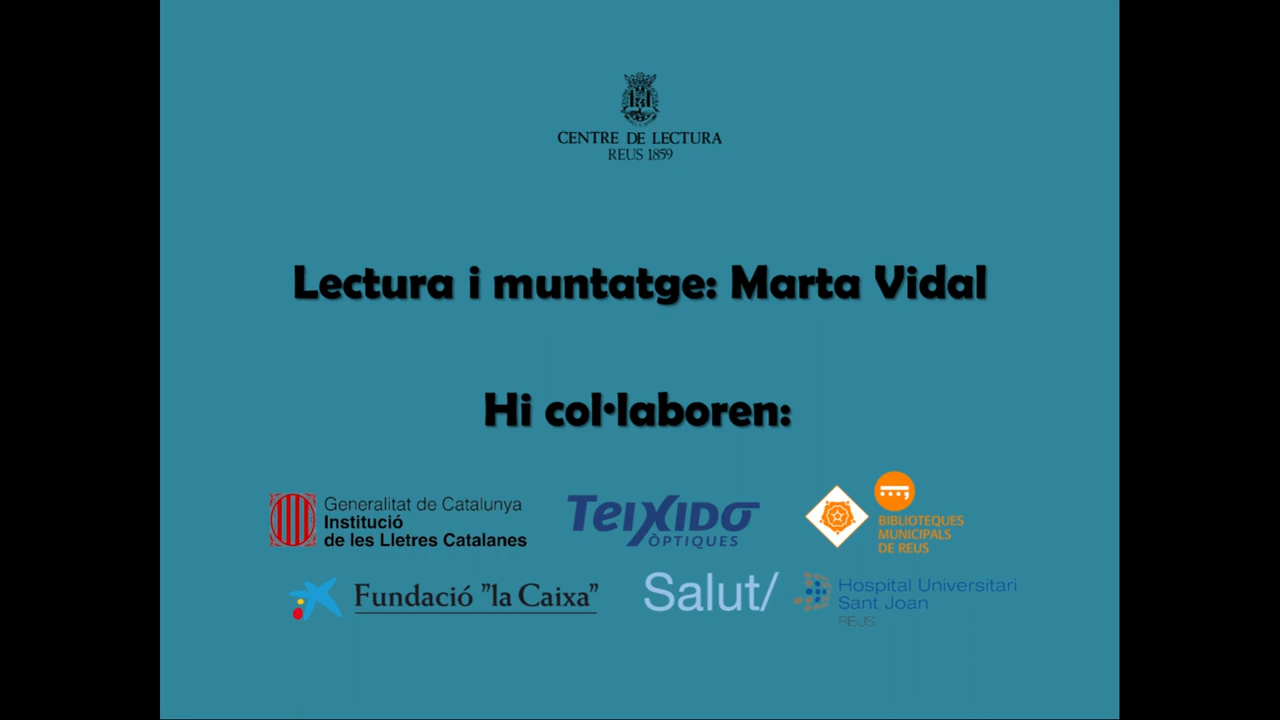 CENTRE DE LECTURA
REUS 1859
Lectura i muntatge: Marta Vidal
Hi col·laboren:
Generalitat de Catalunya
Institució
de les Lletres Catalanes
TEIXIDÓ
ÒPTIQUES
BIBLIOTEQUES
MUNICIPALS
DE REUS
Fundació "la Caixa"
Salut/
Hospital Universitari
Sant Joan
REUS